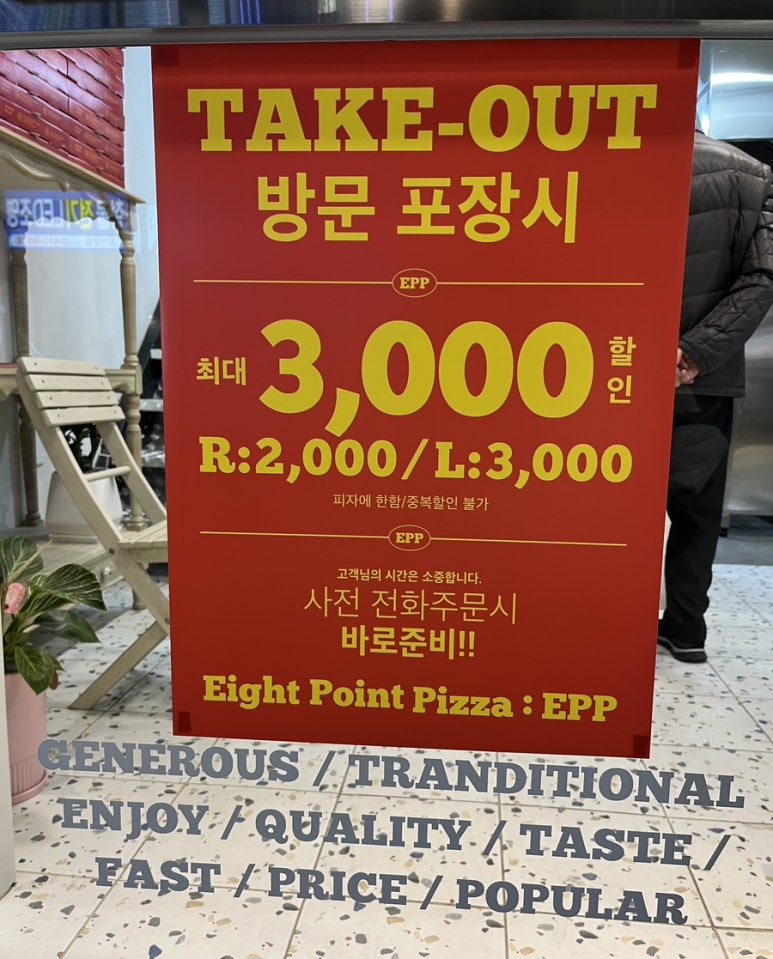 TAKE-OUT
방문 포장시
EPP
최대 3,000 할인
R:2,000/L:3,000
피자에 한함/중복할인 불가
EPP
고객님의 시간은 소중합니다.
사전 전화주문시
바로준비!!
Eight Point Pizza : EPP
GENEROUS / TRANDITIONAL
ENJOY / QUALITY / TASTE /
FAST / PRICE / POPULAR